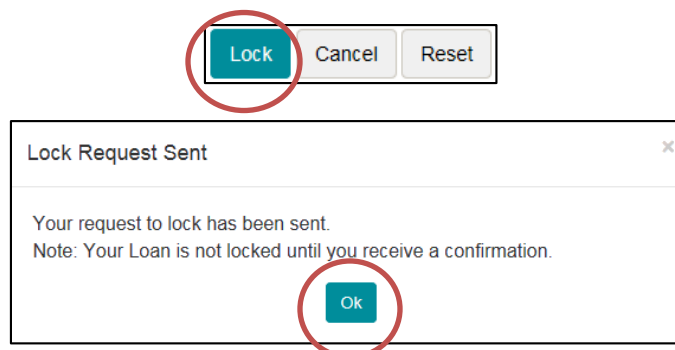 Lock Cancel Reset
Lock Request Sent ×
Your request to lock has been sent.
Note: Your Loan is not locked until you receive a confirmation.
Ok